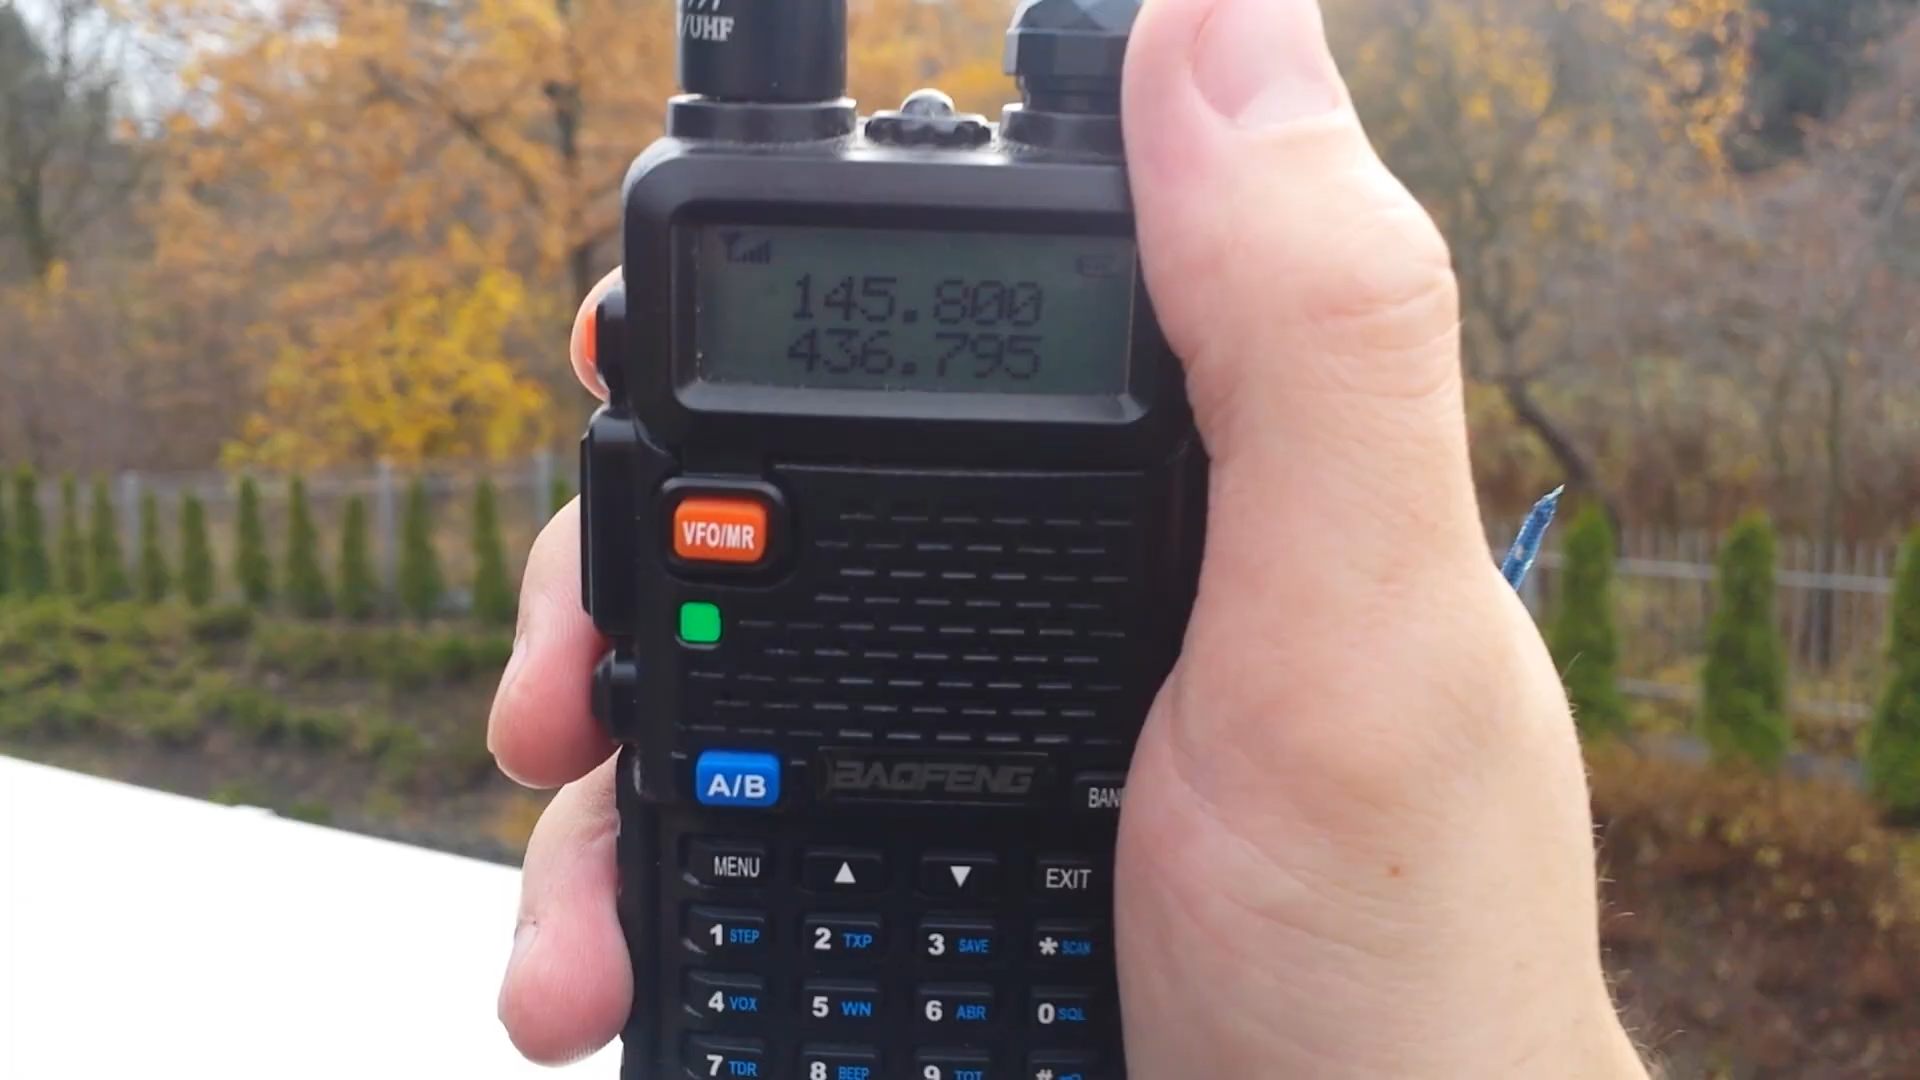 /UHF
145.800
436.795
VFO/MR
A/B
BAOFENG
BAN
MENU ▲ ▼ EXIT
1 STEP 2 TXP 3 SAVE * SCAN
4 VOX 5 WN 6 ABR 0 SQL
7 TDR 8 BEEP 9 TOT #